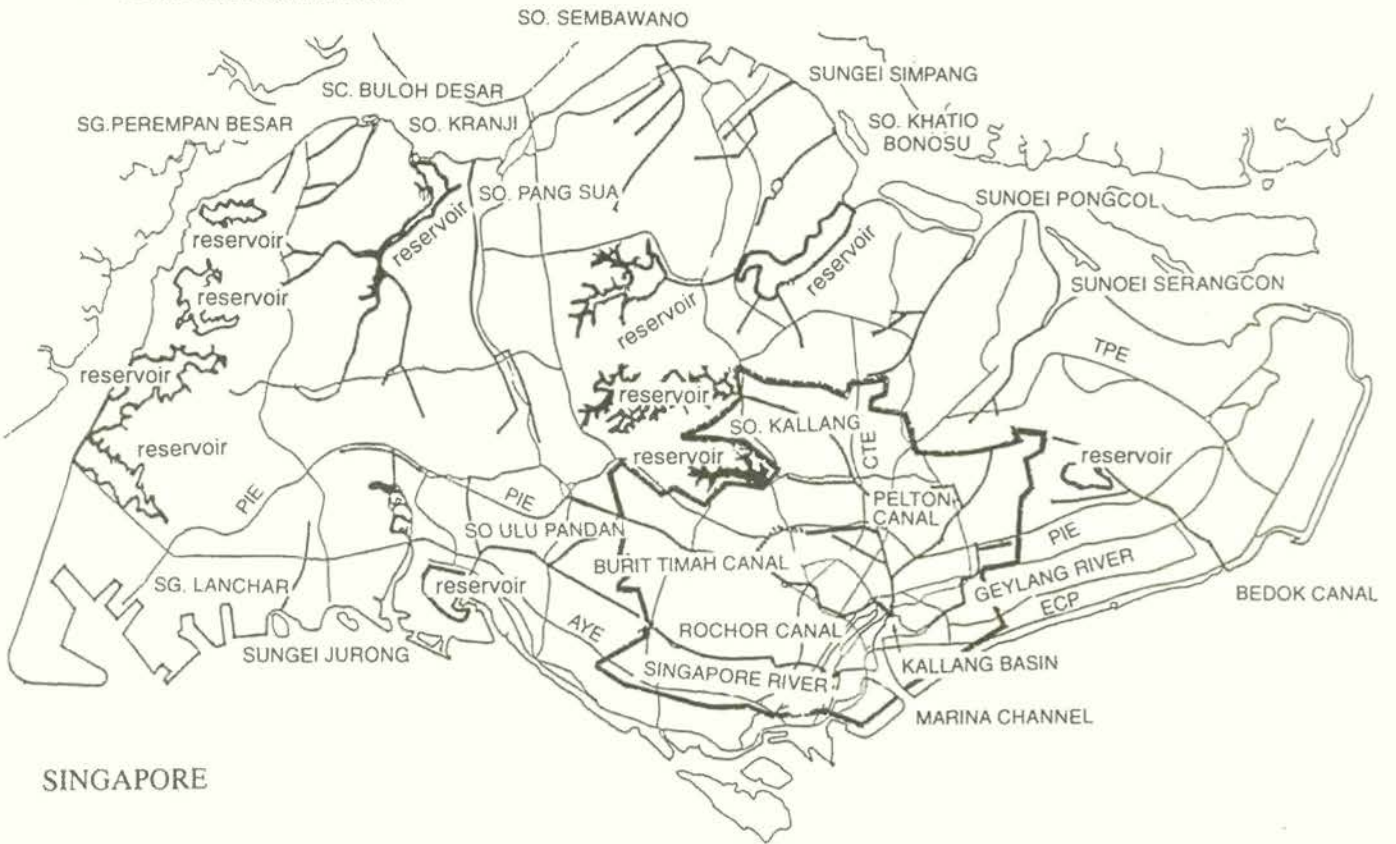 SO. SEMBAWANO
SUNGEI SIMPANG
SC. BULOH DESAR
SG.PEREMPAN BESAR
SO. KRANJI
SO. KHATIO
BONOSU
SO. PANG SUA
SUNOEI PONGCOL
reservoir
reservoir
reservoir
reservoir
SUNOEI SERANGCON
reservoir
TPE
reservoir
reservoir
SO. KALLANG
CTE
reservoir
reservoir
reservoir
PIE
PIE
PELTON
CANAL
SO ULU PANDAN
PIE
BURIT TIMAH CANAL
SG. LANCHAR
reservoir
GEYLANG RIVER
BEDOK CANAL
ECP
AYE
ROCHOR CANAL
SUNGEI JURONG
KALLANG BASIN
SINGAPORE RIVER
MARINA CHANNEL
SINGAPORE